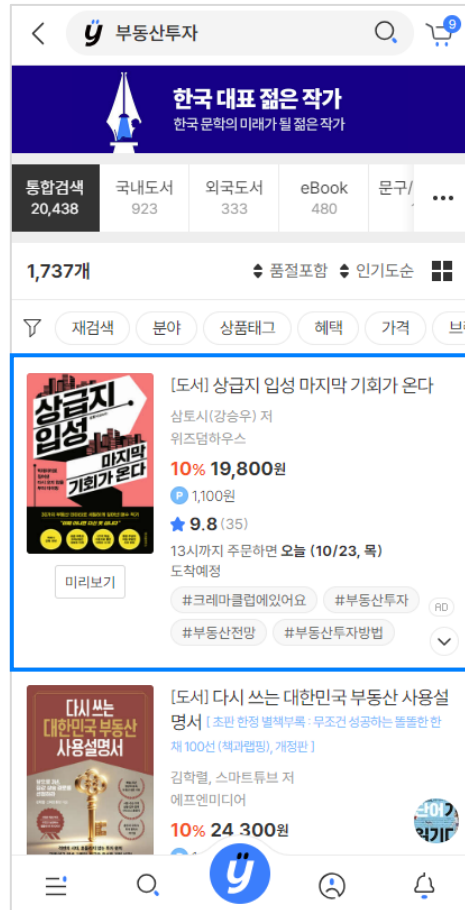 부동산투자
9
한국 대표 젊은 작가
한국 문학의 미래가 될 젊은 작가
통합검색 국내도서 외국도서 eBook 문구/
20,438 923 333 480
1,737개 품절포함 인기도순
재검색 분야 상품태그 혜택 가격
상급지
입성
마지막
기회가 온다
미리보기
[도서] 상급지 입성 마지막 기회가 온다
삼토시(강승우) 저
위즈덤하우스
10% 19,800원
P 1,100원
9.8 (35)
13시까지 주문하면 오늘 (10/23, 목)
도착예정
#크레마클럽에있어요 #부동산투자
AD
#부동산전망 #부동산투자방법
다시 쓰는
대한민국 부동산
사용설명서
[도서] 다시 쓰는 대한민국 부동산 사용설
명서 [ 초판 한정 별책부록 : 무조건 성공하는 똘똘한 한
채 100선 (책과랩핑), 개정판 ]
김학렬, 스마트튜브 저
에프엔미디어
10% 24,300원